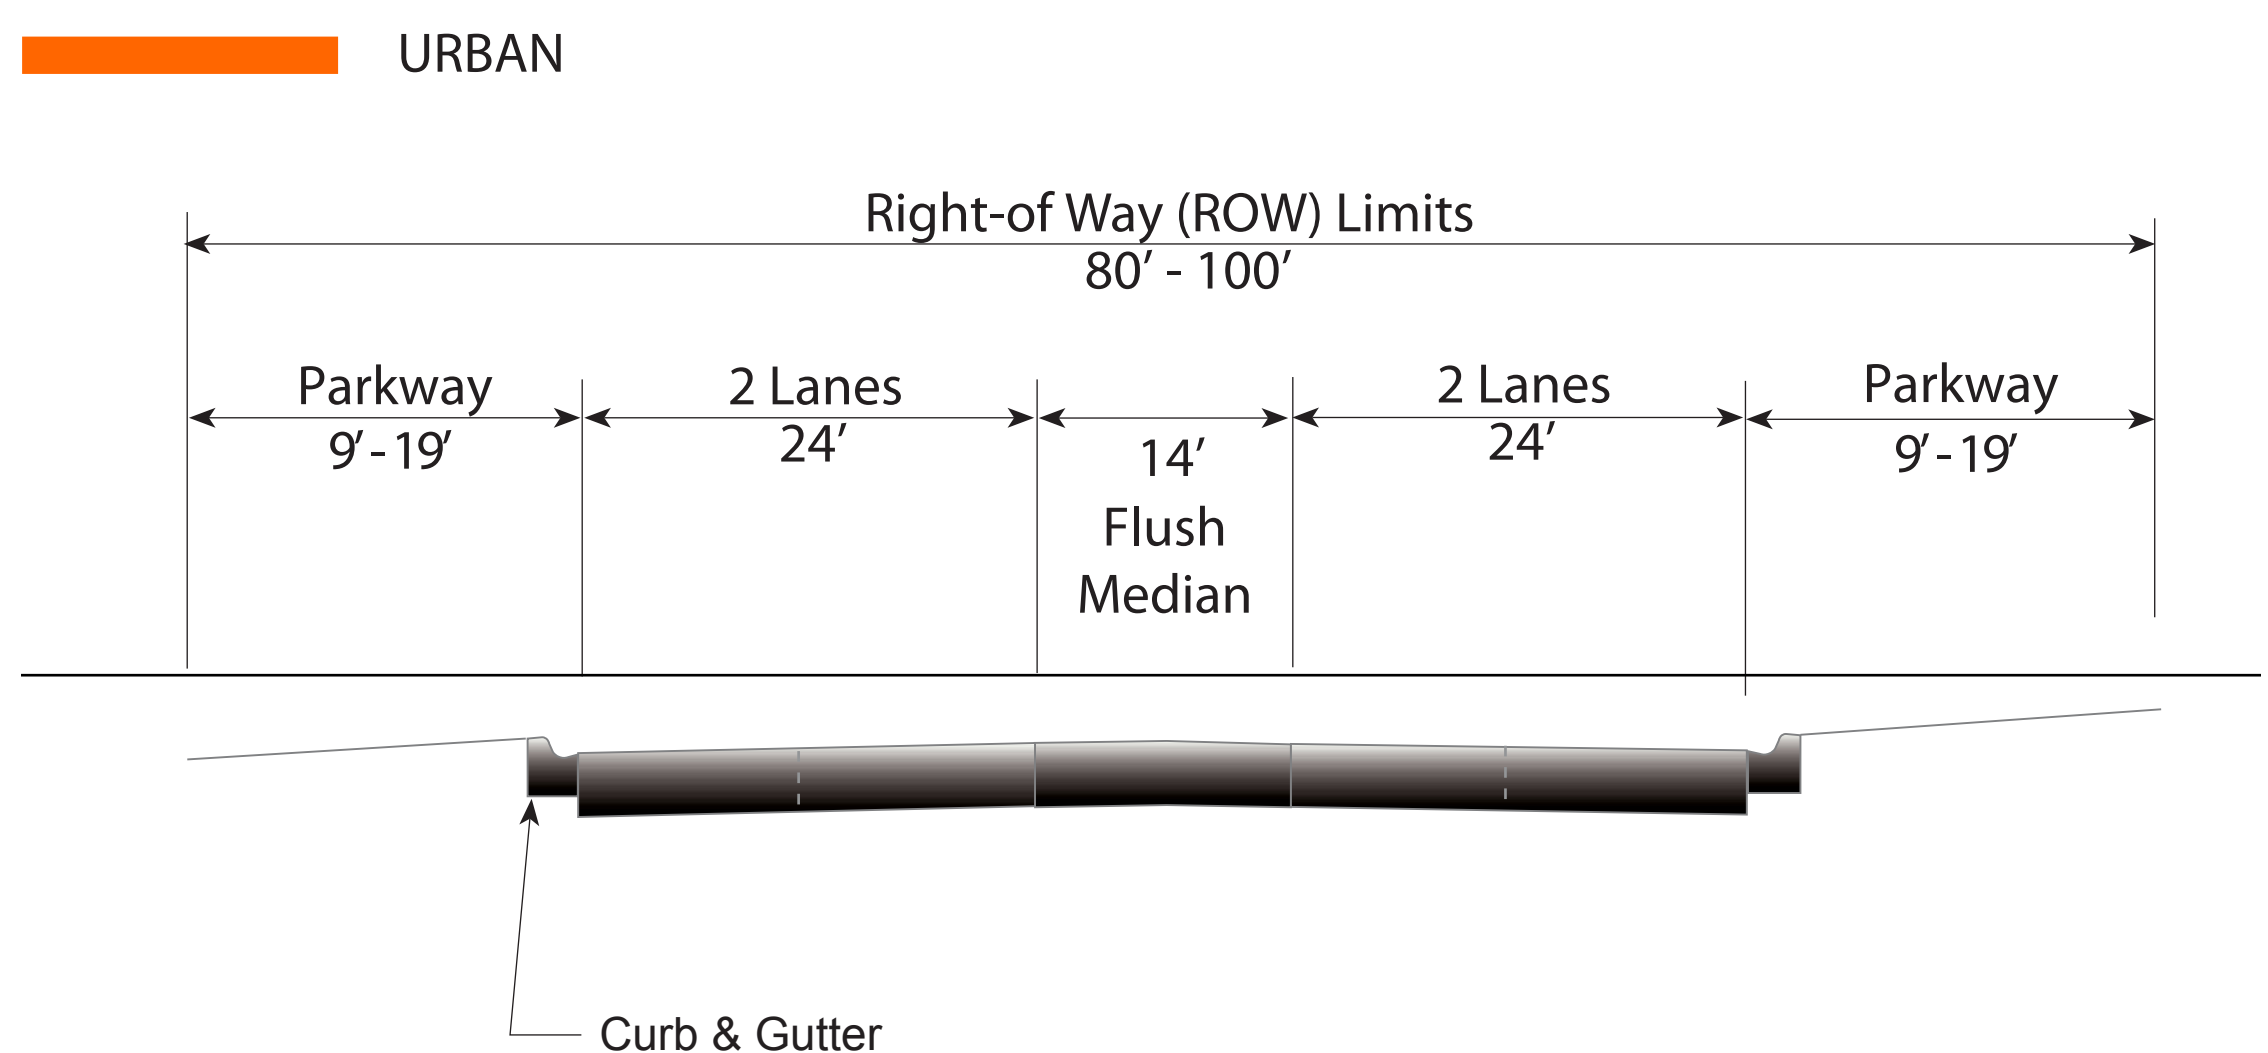 URBAN
Right-of Way (ROW) Limits
80’ - 100’
Parkway
9’-19’
2 Lanes
24’
14’
Flush
Median
2 Lanes
24’
Parkway
9’-19’
Curb & Gutter